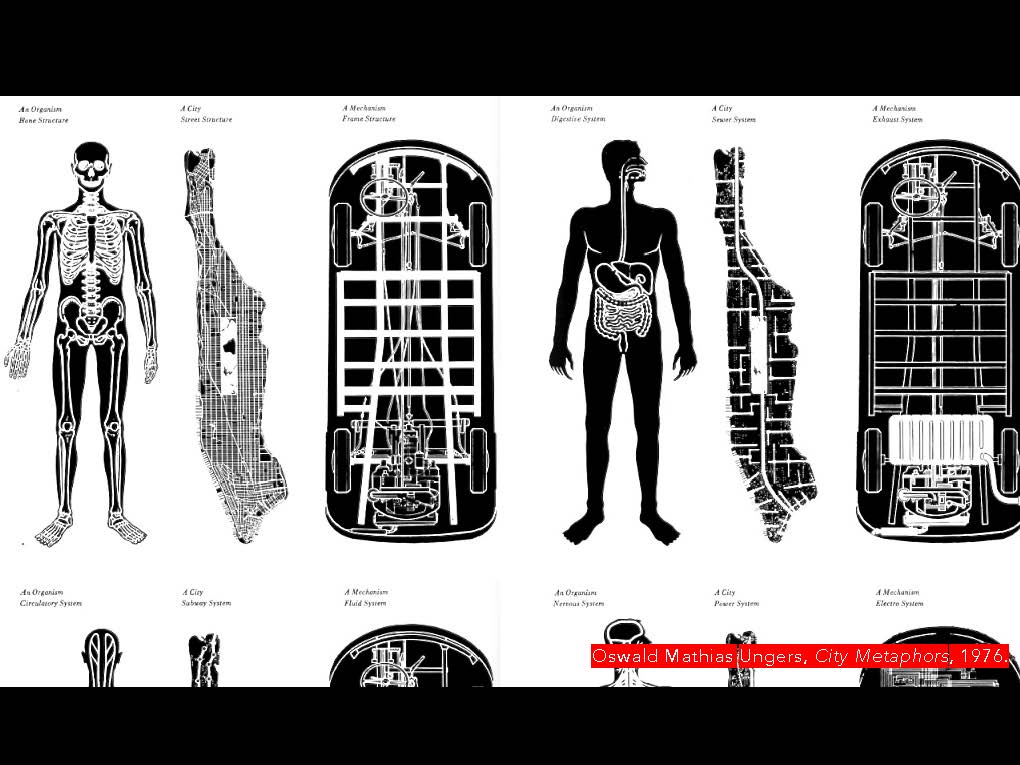 An Organism
Bone Structure
A City
Street Structure
A Mechanism
Frame Structure
An Organism
Digestive System
A City
Sewer System
A Mechanism
Exhaust System
An Organism
Circulatory System
A City
Subway System
A Mechanism
Fluid System
An Organism
Nervous System
A City
Power System
A Mechanism
Electro System
Oswald Mathias Ungers, City Metaphors, 1976.